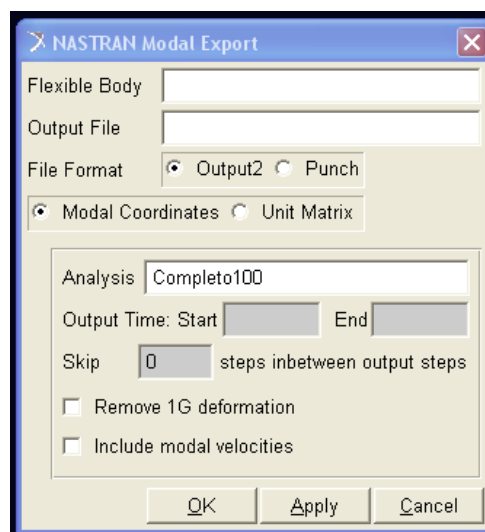 NASTRAN Modal Export
Flexible Body
Output File
File Format Output2 Punch
Modal Coordinates Unit Matrix
Analysis Completo100
Output Time: Start End
Skip 0 steps inbetween output steps
Remove 1G deformation
Include modal velocities
OK Apply Cancel